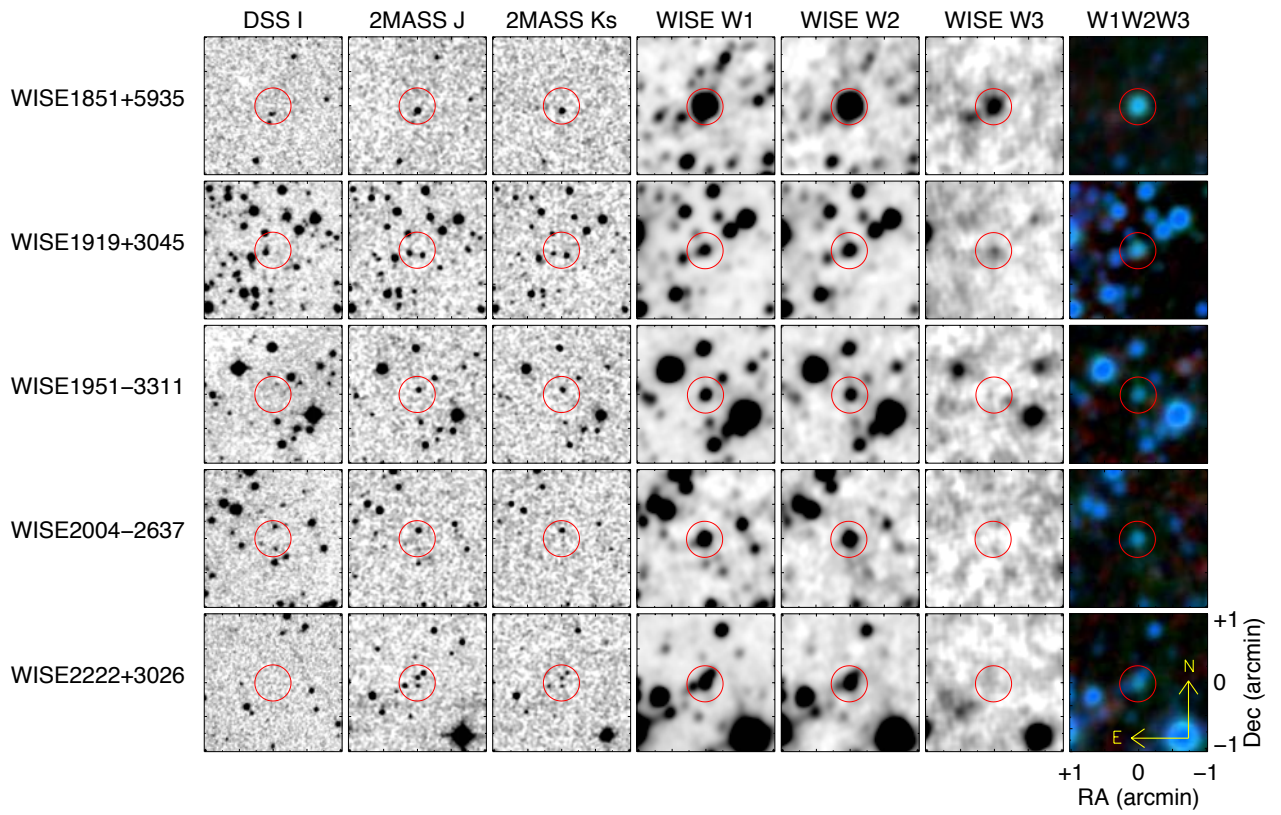 DSS I 2MASS J 2MASS Ks WISE W1 WISE W2 WISE W3 W1W2W3
WISE1851+5935
WISE1919+3045
WISE1951−3311
WISE2004−2637
WISE2222+3026
+1
N
0
E
−1
Dec (arcmin)
+1 0 −1
RA (arcmin)